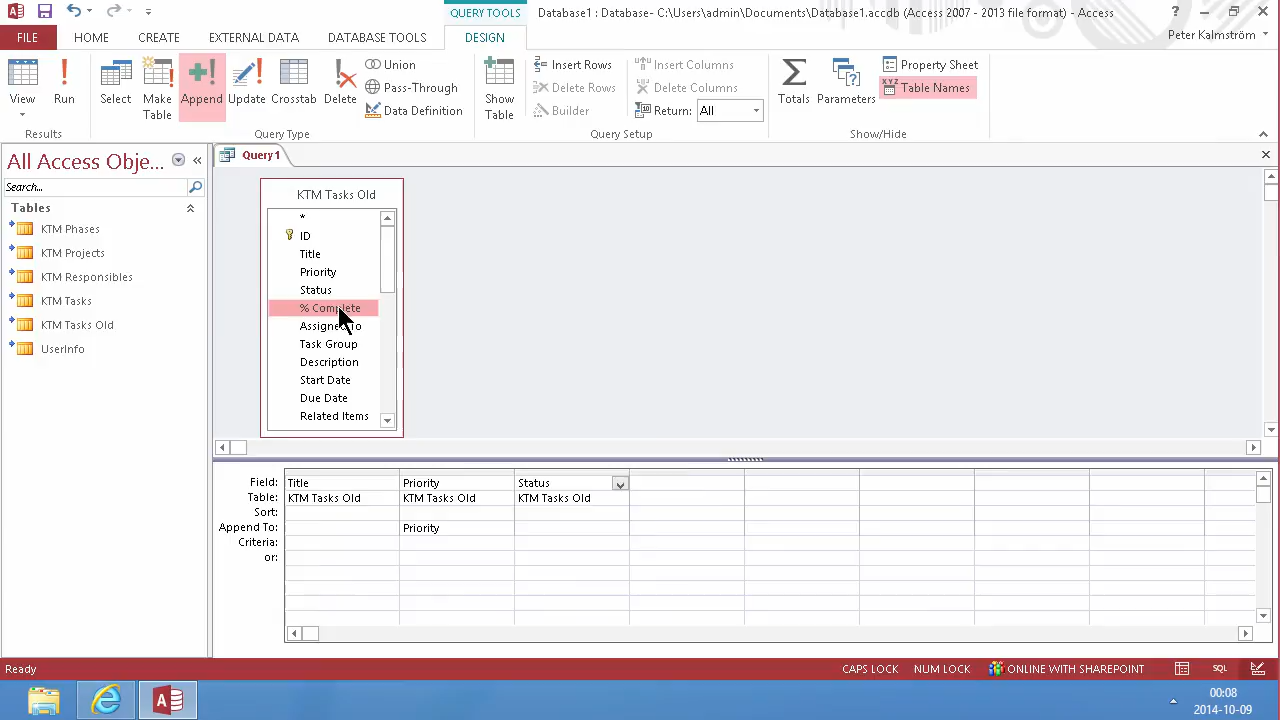 QUERY TOOLS
Database1 : Database- C:\Users\admin\Documents\Database1.accdb (Access 2007 - 2013 file format) - Access
?
FILE
HOME
CREATE
EXTERNAL DATA
DATABASE TOOLS
DESIGN
Peter Kalmström
View
Run
Select
Make Table
Append
Update
Crosstab
Delete
Union
Pass-Through
Data Definition
Show Table
Insert Rows
Delete Rows
Builder
Insert Columns
Delete Columns
Return: All
Totals
Parameters
Property Sheet
XYZ Table Names
Results
Query Type
Query Setup
Show/Hide
All Access Obje...
Search...
Tables
KTM Phases
KTM Projects
KTM Responsibles
KTM Tasks
KTM Tasks Old
UserInfo
Query1
KTM Tasks Old
*
ID
Title
Priority
Status
% Complete
Assigned To
Task Group
Description
Start Date
Due Date
Related Items
Field: Title Priority Status
Table: KTM Tasks Old KTM Tasks Old KTM Tasks Old
Sort:
Append To: Priority
Criteria:
or:
Ready
CAPS LOCK
NUM LOCK
ONLINE WITH SHAREPOINT
SQL
00:08
2014-10-09